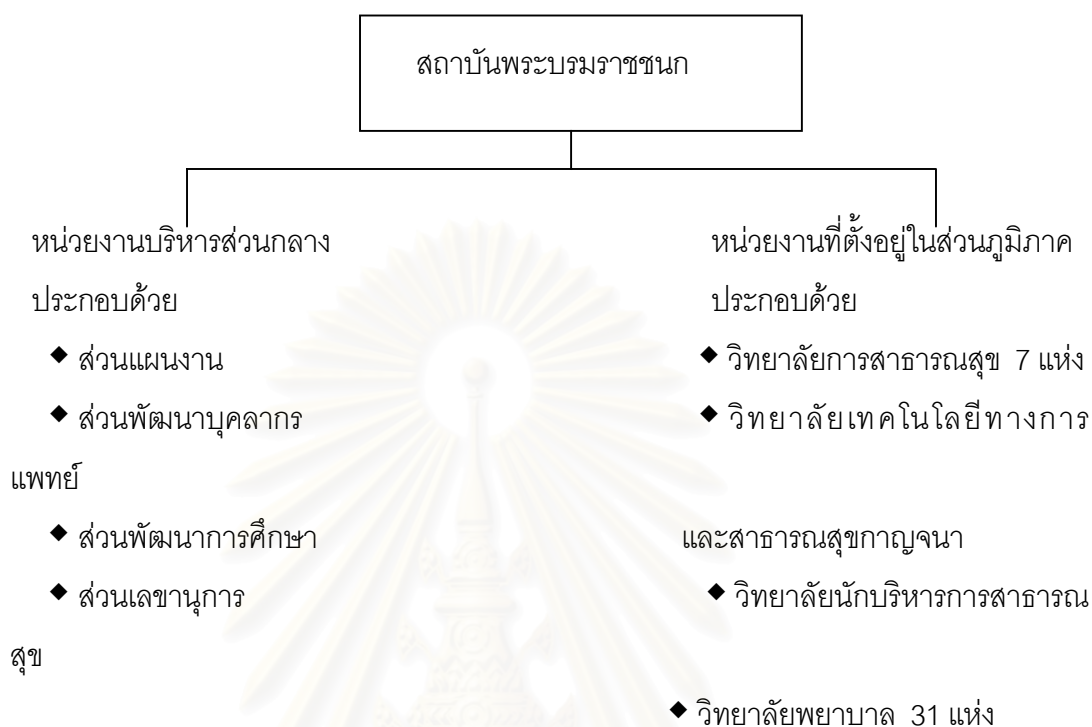 สถาบันพระบรมราชชนก
หน่วยงานบริหารส่วนกลาง
ประกอบด้วย
◆ ส่วนแผนงาน
◆ ส่วนพัฒนาบุคลากร
หน่วยงานที่ตั้งอยู่ในส่วนภูมิภาค
ประกอบด้วย
◆ วิทยาลัยการสาธารณสุข 7 แห่ง
◆ วิทยาลัยเทคโนโลยีทางการ
แพทย์
◆ ส่วนพัฒนาการศึกษา
◆ ส่วนเลขานุการ
และสาธารณสุขกาญจนา
◆ วิทยาลัยนักบริหารการสาธารณ
สุข
◆ วิทยาลัยพยาบาล 31 แห่ง